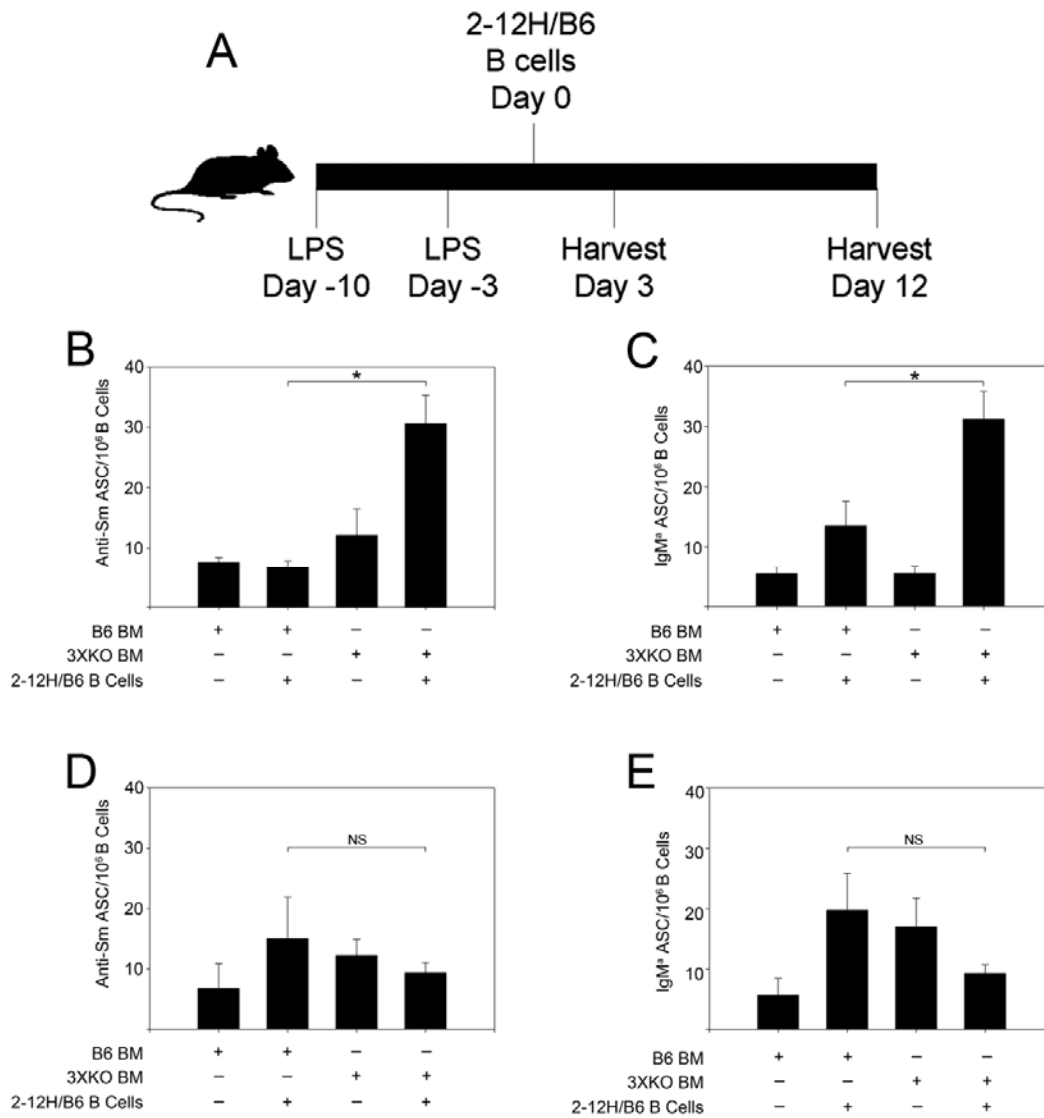 A
2-12H/B6
B cells
Day 0
LPS
Day -10
LPS
Day -3
Harvest
Day 3
Harvest
Day 12
B
Anti-Sm ASC/10⁶ B Cells
40
30
20
10
*
B6 BM + + – –
3XKO BM – – + +
2-12H/B6 B Cells – + – +
C
IgMᵃ ASC/10⁶ B Cells
40
30
20
10
*
B6 BM + + – –
3XKO BM – – + +
2-12H/B6 B Cells – + – +
D
Anti-Sm ASC/10⁶ B Cells
40
30
20
10
NS
B6 BM + + – –
3XKO BM – – + +
2-12H/B6 B Cells – + – +
E
IgMᵃ ASC/10⁶ B Cells
40
30
20
10
NS
B6 BM + + – –
3XKO BM – – + +
2-12H/B6 B Cells – + – +